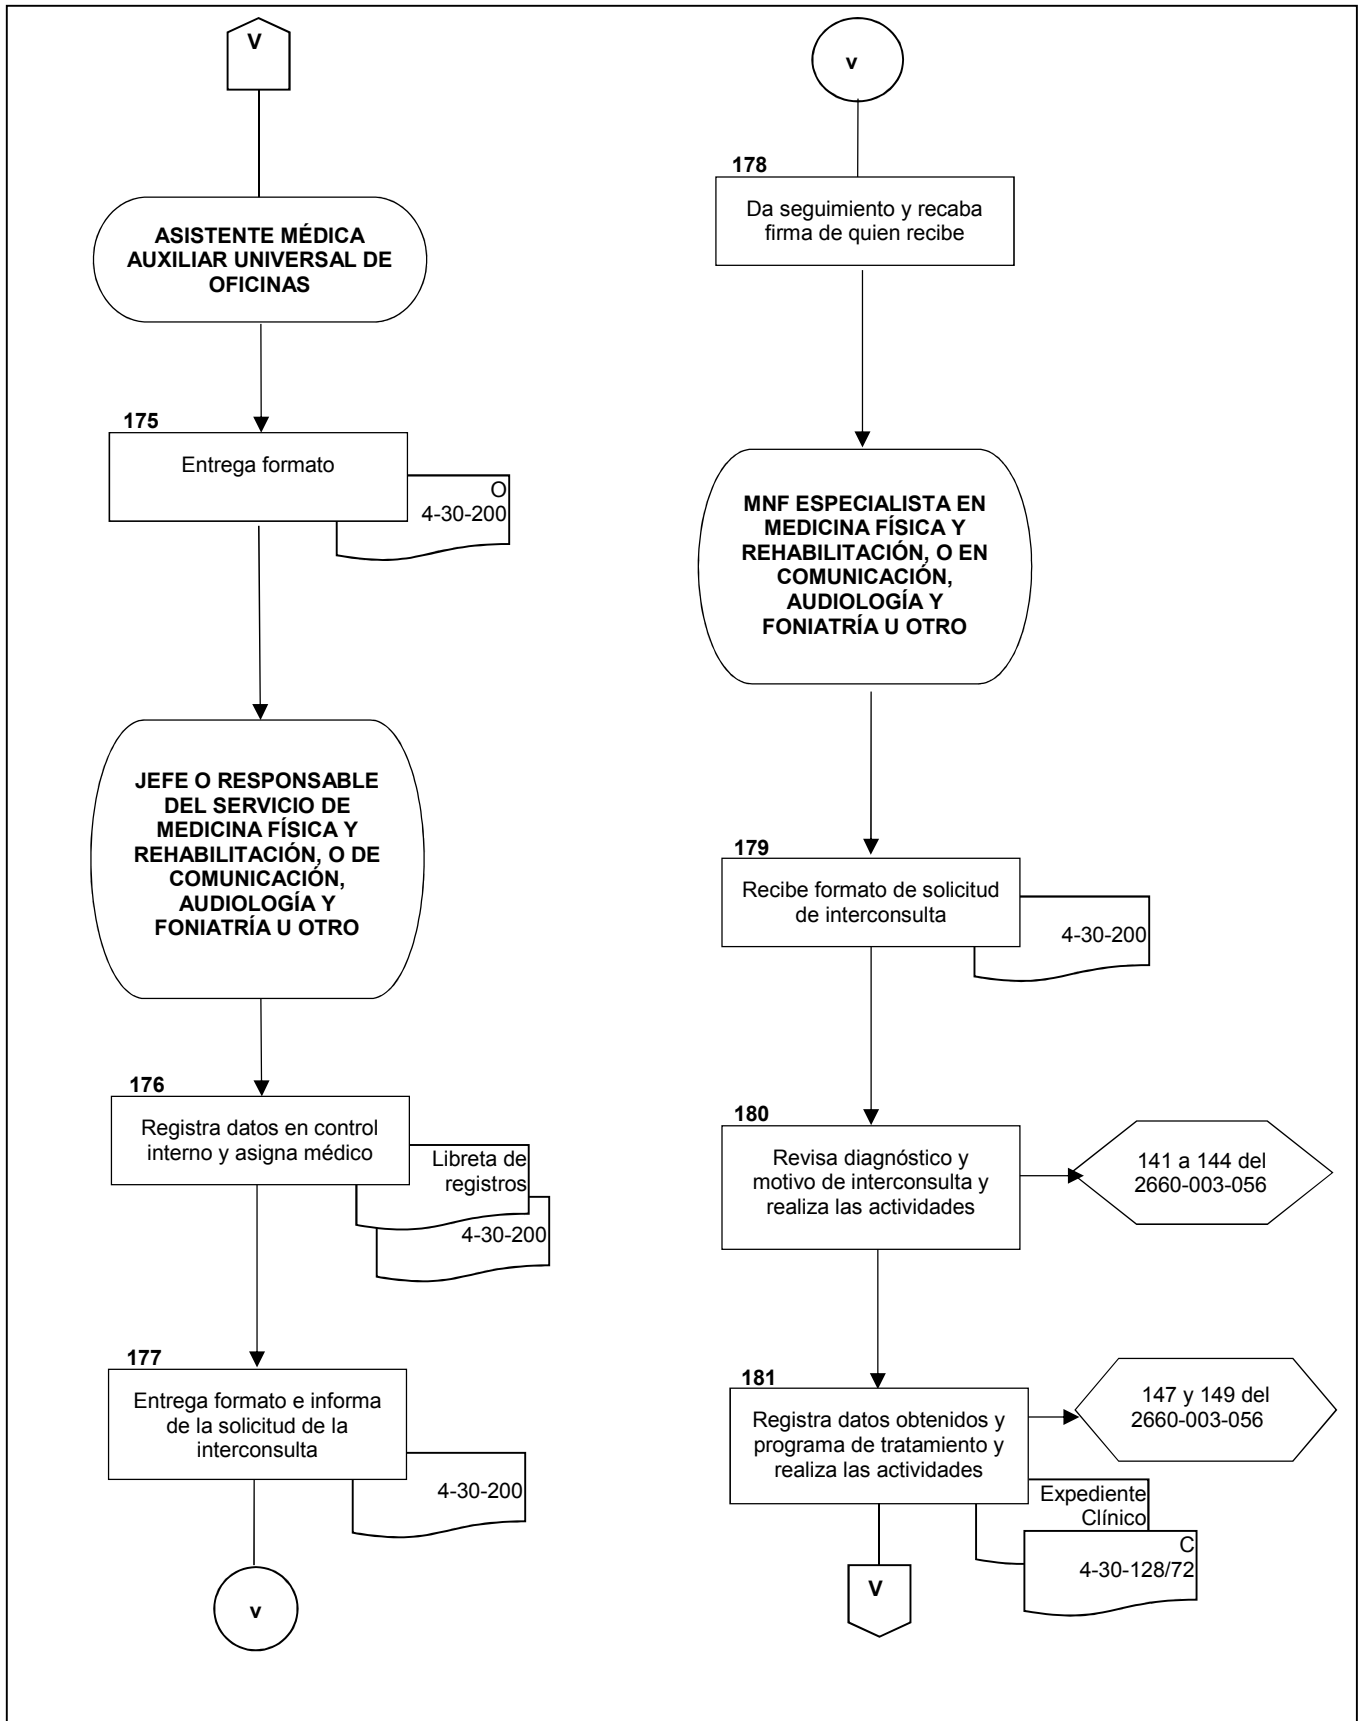 V
ASISTENTE MÉDICA
AUXILIAR UNIVERSAL DE
OFICINAS
175
Entrega formato
O
4-30-200
JEFE O RESPONSABLE
DEL SERVICIO DE
MEDICINA FÍSICA Y
REHABILITACIÓN, O DE
COMUNICACIÓN,
AUDIOLOGÍA Y
FONIATRÍA U OTRO
176
Registra datos en control
interno y asigna médico
Libreta de
registros
4-30-200
177
Entrega formato e informa
de la solicitud de la
interconsulta
4-30-200
v
v
178
Da seguimiento y recaba
firma de quien recibe
MNF ESPECIALISTA EN
MEDICINA FÍSICA Y
REHABILITACIÓN, O EN
COMUNICACIÓN,
AUDIOLOGÍA Y
FONIATRÍA U OTRO
179
Recibe formato de solicitud
de interconsulta
4-30-200
180
Revisa diagnóstico y
motivo de interconsulta y
realiza las actividades
141 a 144 del
2660-003-056
181
Registra datos obtenidos y
programa de tratamiento y
realiza las actividades
147 y 149 del
2660-003-056
Expediente
Clínico
C
4-30-128/72
V